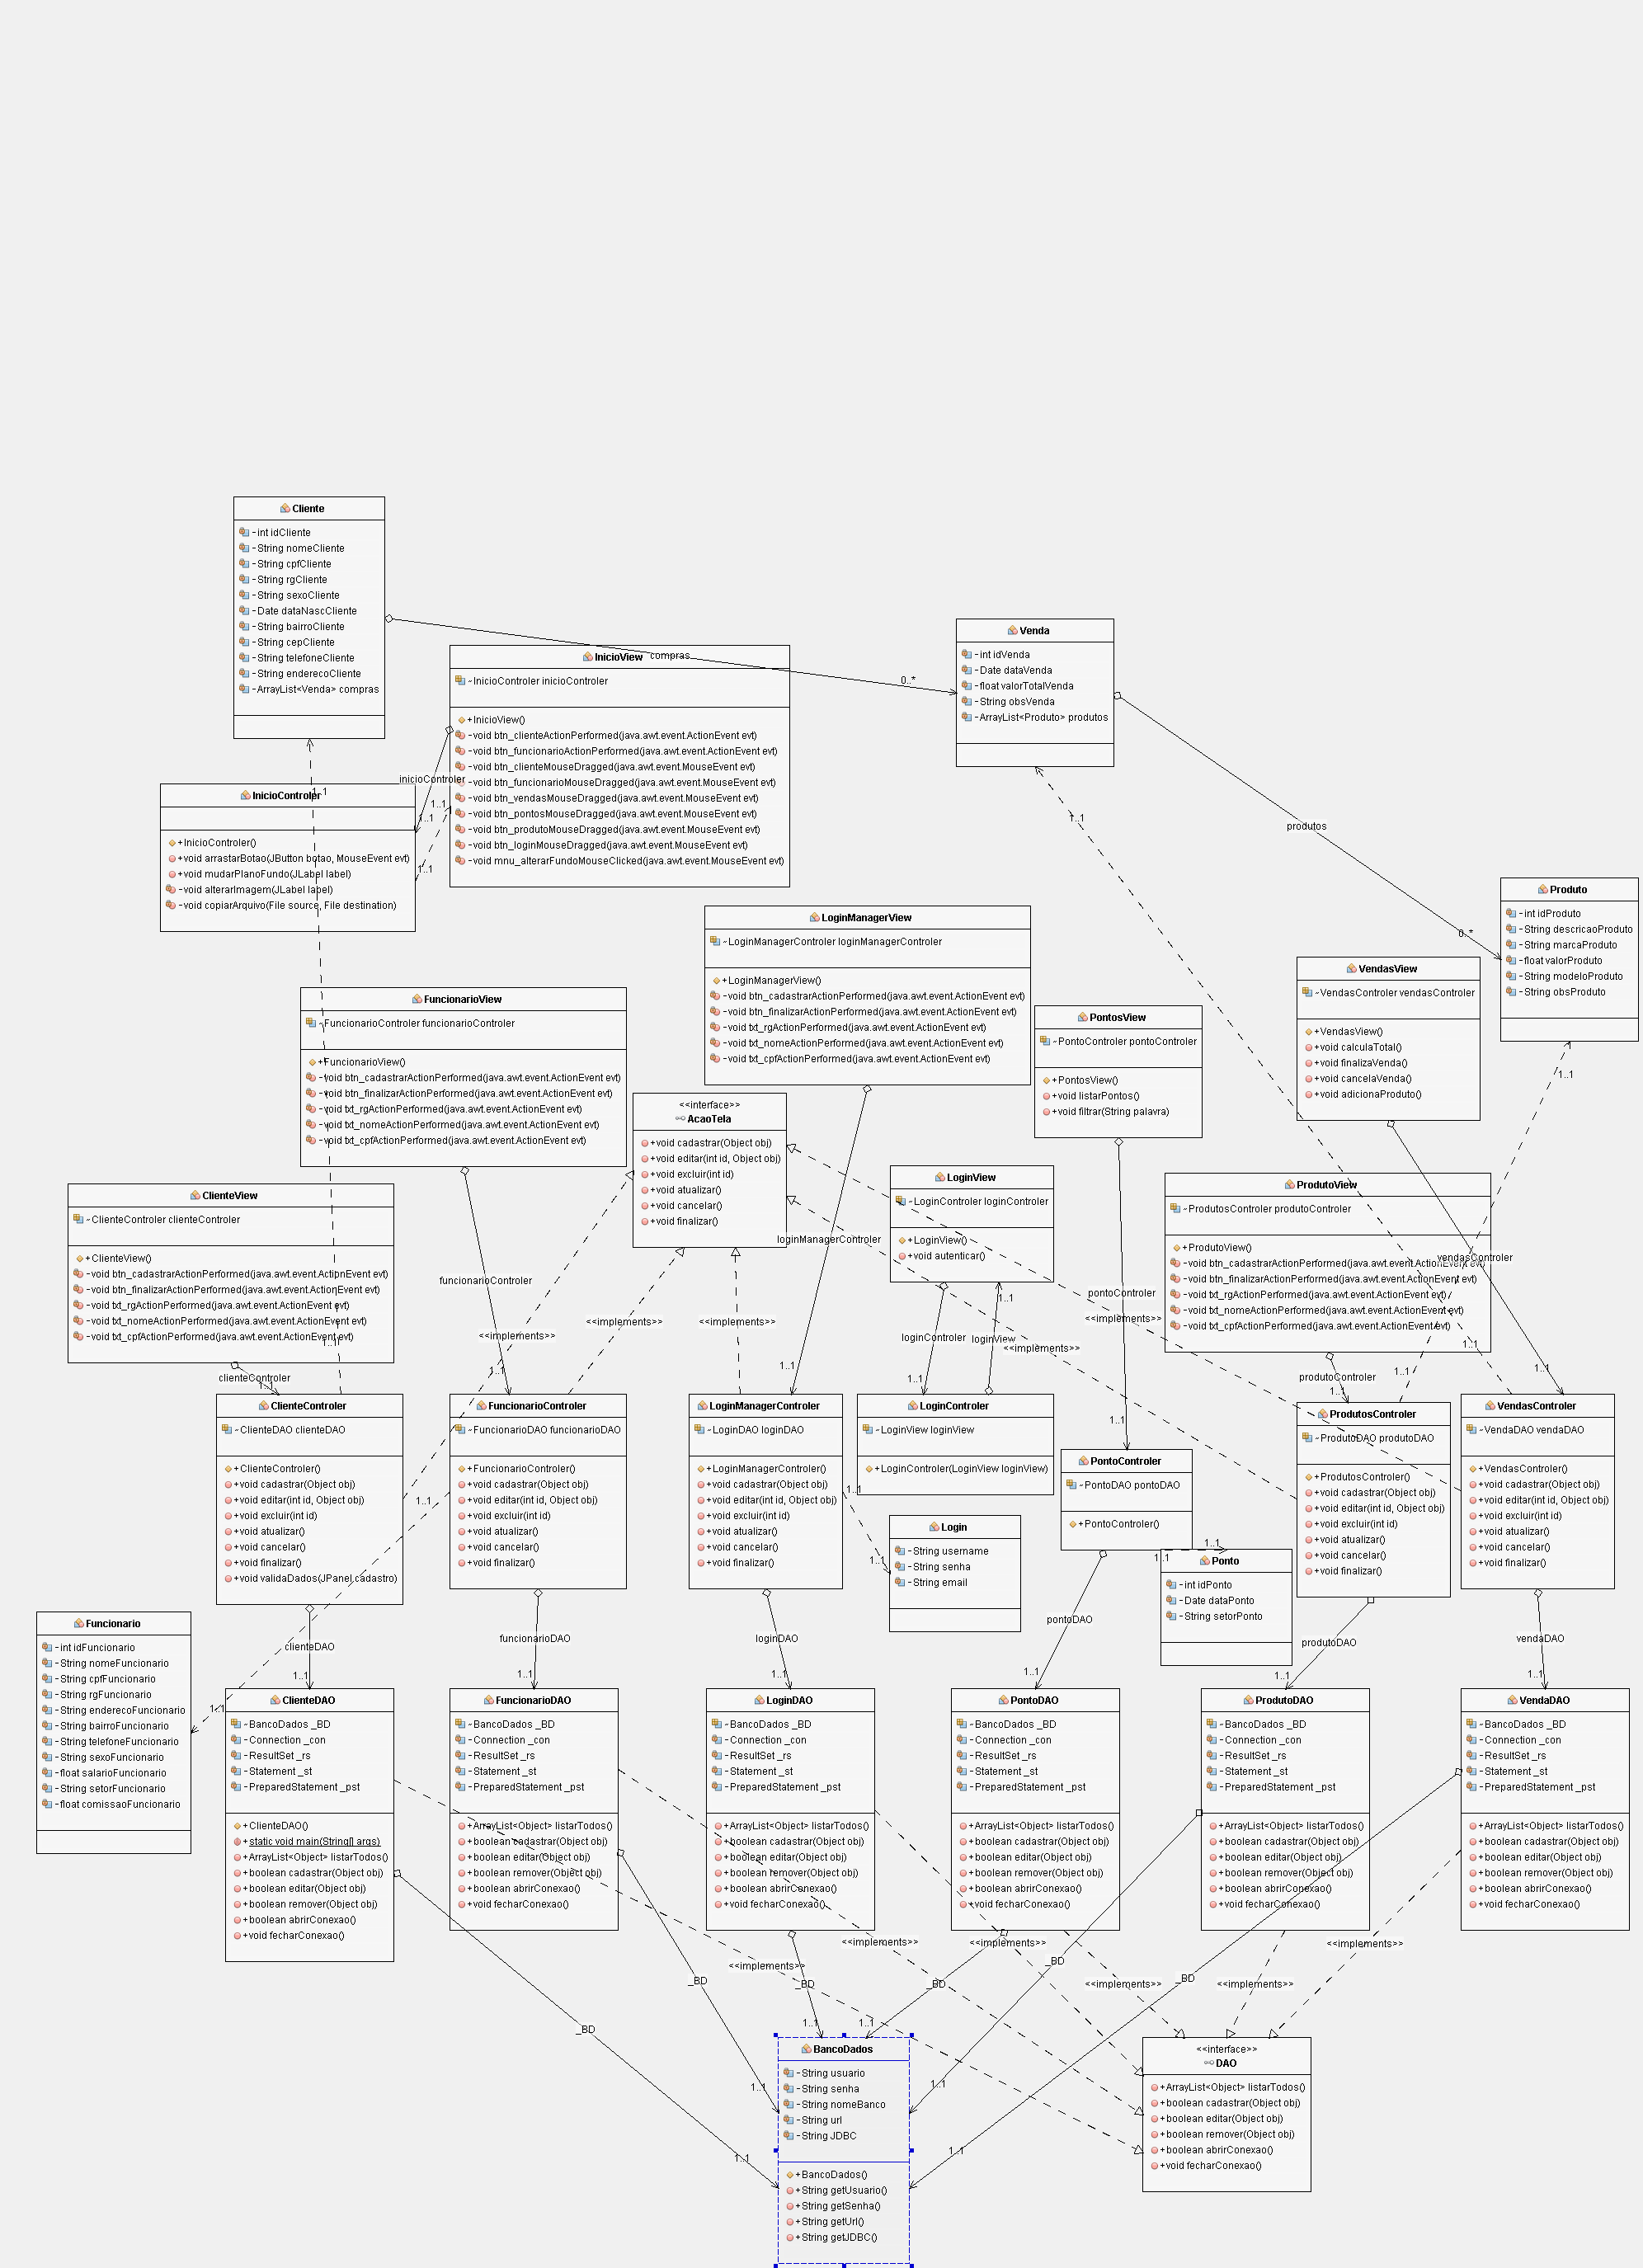 Cliente
-int idCliente
-String nomeCliente
-String cpfCliente
-String rgCliente
-String sexoCliente
-Date dataNascCliente
-String bairroCliente
-String cepCliente
-String telefoneCliente
-String enderecoCliente
-ArrayList<Venda> compras
compras
0..*
Venda
-int idVenda
-Date dataVenda
-float valorTotalVenda
-String obsVenda
-ArrayList<Produto> produtos
produtos
0..*
InicioView
~InicioControler inicioControler
+InicioView()
-void btn_clienteActionPerformed(java.awt.event.ActionEvent evt)
-void btn_funcionarioActionPerformed(java.awt.event.ActionEvent evt)
-void btn_clienteMouseDragged(java.awt.event.MouseEvent evt)
-void btn_funcionarioMouseDragged(java.awt.event.MouseEvent evt)
-void btn_vendasMouseDragged(java.awt.event.MouseEvent evt)
-void btn_pontosMouseDragged(java.awt.event.MouseEvent evt)
-void btn_produtoMouseDragged(java.awt.event.MouseEvent evt)
-void btn_loginMouseDragged(java.awt.event.MouseEvent evt)
-void mnu_alterarFundoMouseClicked(java.awt.event.MouseEvent evt)
inicioControler
1..1
1..1
1..1
1..1
InicioControler
+InicioControler()
+void arrastarBotao(JButton botao, MouseEvent evt)
+void mudarPlanoFundo(JLabel label)
-void alterarImagem(JLabel label)
-void copiarArquivo(File source, File destination)
1..1
Produto
-int idProduto
-String descricaoProduto
-String marcaProduto
-float valorProduto
-String modeloProduto
-String obsProduto
1..1
LoginManagerView
~LoginManagerControler loginManagerControler
+LoginManagerView()
-void btn_cadastrarActionPerformed(java.awt.event.ActionEvent evt)
-void btn_finalizarActionPerformed(java.awt.event.ActionEvent evt)
-void txt_rgActionPerformed(java.awt.event.ActionEvent evt)
-void txt_nomeActionPerformed(java.awt.event.ActionEvent evt)
-void txt_cpfActionPerformed(java.awt.event.ActionEvent evt)
VendasView
~VendasControler vendasControler
+VendasView()
+void calculaTotal()
+void finalizaVenda()
+void cancelaVenda()
+void adicionaProduto()
FuncionarioView
~FuncionarioControler funcionarioControler
+FuncionarioView()
-void btn_cadastrarActionPerformed(java.awt.event.ActionEvent evt)
-void btn_finalizarActionPerformed(java.awt.event.ActionEvent evt)
-void txt_rgActionPerformed(java.awt.event.ActionEvent evt)
-void txt_nomeActionPerformed(java.awt.event.ActionEvent evt)
-void txt_cpfActionPerformed(java.awt.event.ActionEvent evt)
PontosView
~PontoControler pontoControler
+PontosView()
+void listarPontos()
+void filtrar(String palavra)
<<interface>>
AcaoTela
+void cadastrar(Object obj)
+void editar(int id, Object obj)
+void excluir(int id)
+void atualizar()
+void cancelar()
+void finalizar()
LoginView
~LoginControler loginControler
+LoginView()
+void autenticar()
ProdutoView
~ProdutosControler produtoControler
+ProdutoView()
-void btn_cadastrarActionPerformed(java.awt.event.ActionEvent evt)
-void btn_finalizarActionPerformed(java.awt.event.ActionEvent evt)
-void txt_rgActionPerformed(java.awt.event.ActionEvent evt)
-void txt_nomeActionPerformed(java.awt.event.ActionEvent evt)
-void txt_cpfActionPerformed(java.awt.event.ActionEvent evt)
ClienteView
~ClienteControler clienteControler
+ClienteView()
-void btn_cadastrarActionPerformed(java.awt.event.ActionEvent evt)
-void btn_finalizarActionPerformed(java.awt.event.ActionEvent evt)
-void txt_rgActionPerformed(java.awt.event.ActionEvent evt)
-void txt_nomeActionPerformed(java.awt.event.ActionEvent evt)
-void txt_cpfActionPerformed(java.awt.event.ActionEvent evt)
loginManagerControler
vendasControler
funcionarioControler
pontoControler
1..1
<<implements>>
<<implements>>
<<implements>>
<<implements>>
<<implements>>
loginControler
loginView
1..1
1..1
clienteControler
1..1
1..1
1..1
1..1
produtoControler
1..1
1..1
1..1
1..1
ClienteControler
~ClienteDAO clienteDAO
+ClienteControler()
+void cadastrar(Object obj)
+void editar(int id, Object obj)
+void excluir(int id)
+void atualizar()
+void cancelar()
+void finalizar()
+void validaDados(JPanel cadastro)
FuncionarioControler
~FuncionarioDAO funcionarioDAO
+FuncionarioControler()
+void cadastrar(Object obj)
+void editar(int id, Object obj)
+void excluir(int id)
+void atualizar()
+void cancelar()
+void finalizar()
LoginManagerControler
~LoginDAO loginDAO
+LoginManagerControler()
+void cadastrar(Object obj)
+void editar(int id, Object obj)
+void excluir(int id)
+void atualizar()
+void cancelar()
+void finalizar()
LoginControler
~LoginView loginView
+LoginControler(LoginView loginView)
PontoControler
~PontoDAO pontoDAO
+PontoControler()
ProdutosControler
~ProdutoDAO produtoDAO
+ProdutosControler()
+void cadastrar(Object obj)
+void editar(int id, Object obj)
+void excluir(int id)
+void atualizar()
+void cancelar()
+void finalizar()
VendasControler
~VendaDAO vendaDAO
+VendasControler()
+void cadastrar(Object obj)
+void editar(int id, Object obj)
+void excluir(int id)
+void atualizar()
+void cancelar()
+void finalizar()
1..1
1..1
1..1
1..1
1..1
Login
-String username
-String senha
-String email
Ponto
-int idPonto
-Date dataPonto
-String setorPonto
Funcionario
-int idFuncionario
-String nomeFuncionario
-String cpfFuncionario
-String rgFuncionario
-String enderecoFuncionario
-String bairroFuncionario
-String telefoneFuncionario
-String sexoFuncionario
-float salarioFuncionario
-String setorFuncionario
-float comissaoFuncionario
1..1
clienteDAO
1..1
funcionarioDAO
1..1
loginDAO
1..1
pontoDAO
1..1
produtoDAO
1..1
vendaDAO
1..1
ClienteDAO
~BancoDados _BD
-Connection _con
-ResultSet _rs
-Statement _st
-PreparedStatement _pst
+ClienteDAO()
+static void main(String[] args)
+ArrayList<Object> listarTodos()
+boolean cadastrar(Object obj)
+boolean editar(Object obj)
+boolean remover(Object obj)
+boolean abrirConexao()
+void fecharConexao()
FuncionarioDAO
~BancoDados _BD
-Connection _con
-ResultSet _rs
-Statement _st
-PreparedStatement _pst
+ArrayList<Object> listarTodos()
+boolean cadastrar(Object obj)
+boolean editar(Object obj)
+boolean remover(Object obj)
+boolean abrirConexao()
+void fecharConexao()
LoginDAO
~BancoDados _BD
-Connection _con
-ResultSet _rs
-Statement _st
-PreparedStatement _pst
+ArrayList<Object> listarTodos()
+boolean cadastrar(Object obj)
+boolean editar(Object obj)
+boolean remover(Object obj)
+boolean abrirConexao()
+void fecharConexao()
PontoDAO
~BancoDados _BD
-Connection _con
-ResultSet _rs
-Statement _st
-PreparedStatement _pst
+ArrayList<Object> listarTodos()
+boolean cadastrar(Object obj)
+boolean editar(Object obj)
+boolean remover(Object obj)
+boolean abrirConexao()
+void fecharConexao()
ProdutoDAO
~BancoDados _BD
-Connection _con
-ResultSet _rs
-Statement _st
-PreparedStatement _pst
+ArrayList<Object> listarTodos()
+boolean cadastrar(Object obj)
+boolean editar(Object obj)
+boolean remover(Object obj)
+boolean abrirConexao()
+void fecharConexao()
VendaDAO
~BancoDados _BD
-Connection _con
-ResultSet _rs
-Statement _st
-PreparedStatement _pst
+ArrayList<Object> listarTodos()
+boolean cadastrar(Object obj)
+boolean editar(Object obj)
+boolean remover(Object obj)
+boolean abrirConexao()
+void fecharConexao()
<<implements>>
<<implements>>
<<implements>>
<<implements>>
<<implements>>
<<implements>>
_BD
_BD
_BD
_BD
_BD
_BD
1..1
1..1
1..1
1..1
1..1
1..1
BancoDados
-String usuario
-String senha
-String nomeBanco
-String url
-String JDBC
+BancoDados()
+String getUsuario()
+String getSenha()
+String getUrl()
+String getJDBC()
<<interface>>
DAO
+ArrayList<Object> listarTodos()
+boolean cadastrar(Object obj)
+boolean editar(Object obj)
+boolean remover(Object obj)
+boolean abrirConexao()
+void fecharConexao()